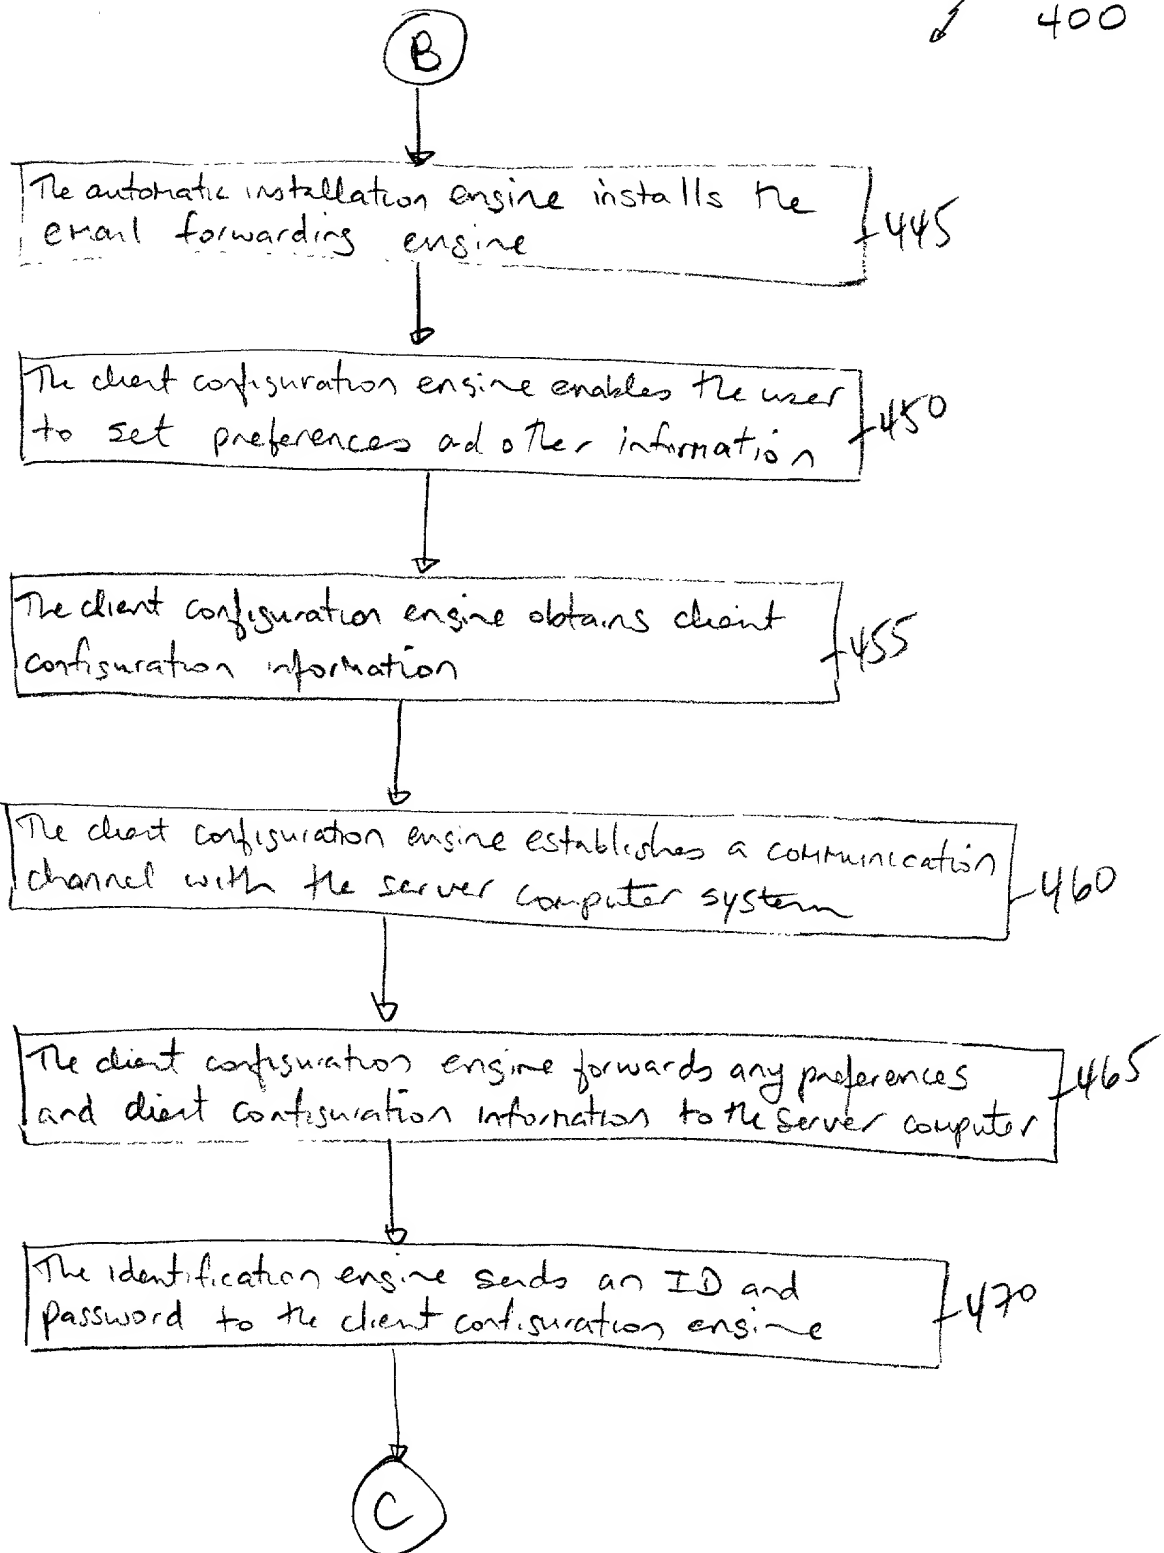 400
B
The automatic installation engine installs the
email forwarding engine
445
The client configuration engine enables the user
to set preferences ad other information
450
The client configuration engine obtains client
configuration information
455
The client configuration engine establishes a communication
channel with the server computer system
460
The client configuration engine forwards any preferences
and client configuration information to the server computer
465
The identification engine sends an ID and
password to the client configuration engine
470
C